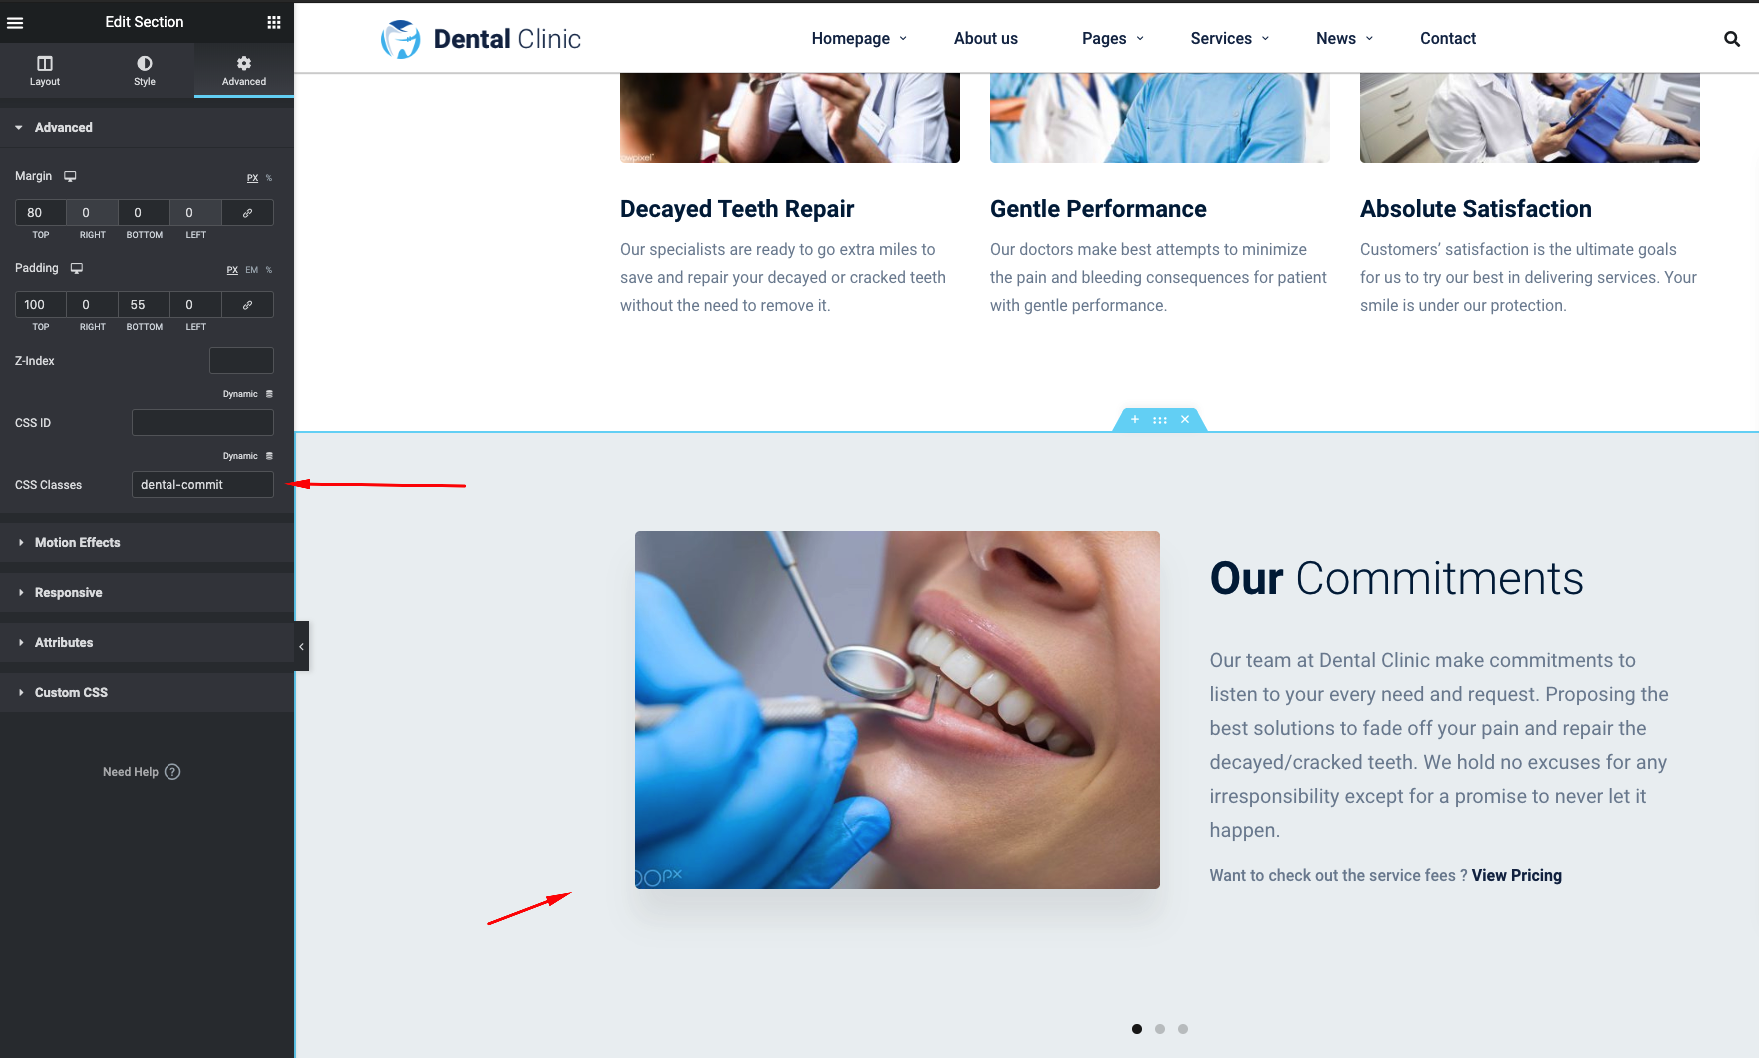 Edit Section
Layout
Style
Advanced
Advanced
Margin
PX %
80 0 0 0
TOP RIGHT BOTTOM LEFT
Padding
PX EM %
100 0 55 0
TOP RIGHT BOTTOM LEFT
Z-Index
Dynamic
CSS ID
Dynamic
CSS Classes dental-commit
Motion Effects
Responsive
Attributes
Custom CSS
Need Help ?
Dental Clinic
Homepage About us Pages Services News Contact
Decayed Teeth Repair
Our specialists are ready to go extra miles to
save and repair your decayed or cracked teeth
without the need to remove it.
Gentle Performance
Our doctors make best attempts to minimize
the pain and bleeding consequences for patient
with gentle performance.
Absolute Satisfaction
Customers’ satisfaction is the ultimate goals
for us to try our best in delivering services. Your
smile is under our protection.
Our Commitments
Our team at Dental Clinic make commitments to
listen to your every need and request. Proposing the
best solutions to fade off your pain and repair the
decayed/cracked teeth. We hold no excuses for any
irresponsibility except for a promise to never let it
happen.
Want to check out the service fees ? View Pricing